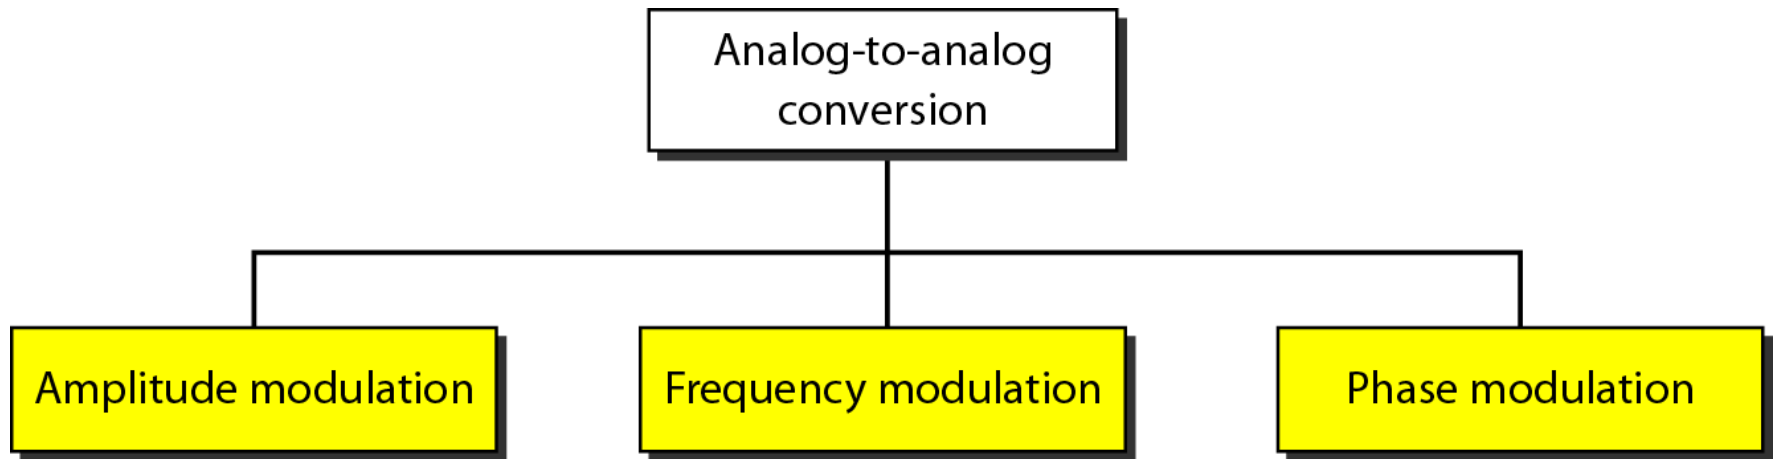 Analog-to-analog
conversion
Amplitude modulation
Frequency modulation
Phase modulation